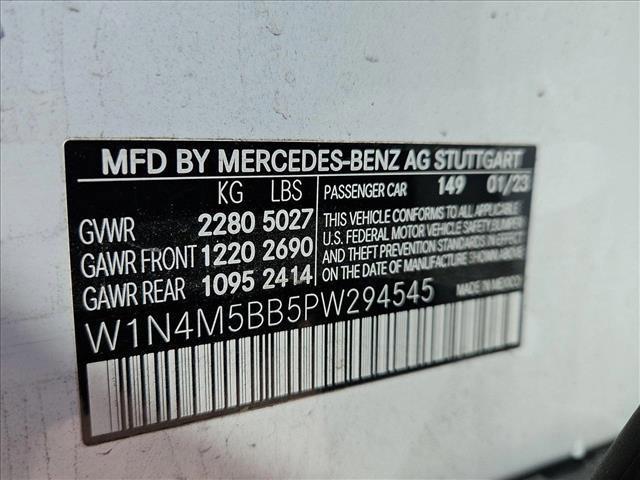 MFD BY MERCEDES-BENZ AG STUTTGART
KG LBS
GVWR 2280 5027
GAWR FRONT 1220 2690
GAWR REAR 1095 2414
PASSENGER CAR 149 01/23
THIS VEHICLE CONFORMS TO ALL APPLICABLE
U.S. FEDERAL MOTOR VEHICLE SAFETY, BUMPER,
AND THEFT PREVENTION STANDARDS IN EFFECT
ON THE DATE OF MANUFACTURE SHOWN ABOVE.
MADE IN MEXICO
W1N4M5BB5PW294545